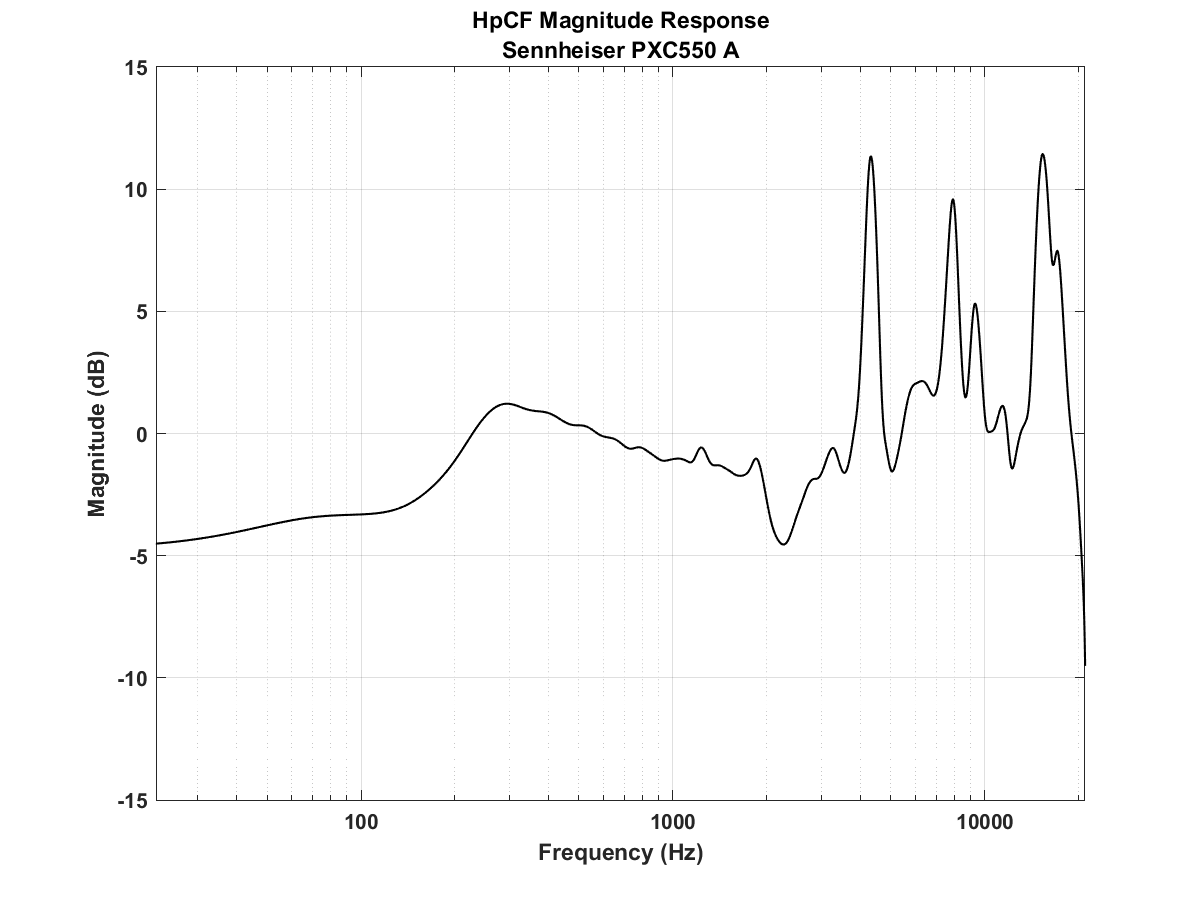 HpCF Magnitude Response
Sennheiser PXC550 A
15
10
5
0
-5
-10
-15
Magnitude (dB)
100
1000
10000
Frequency (Hz)